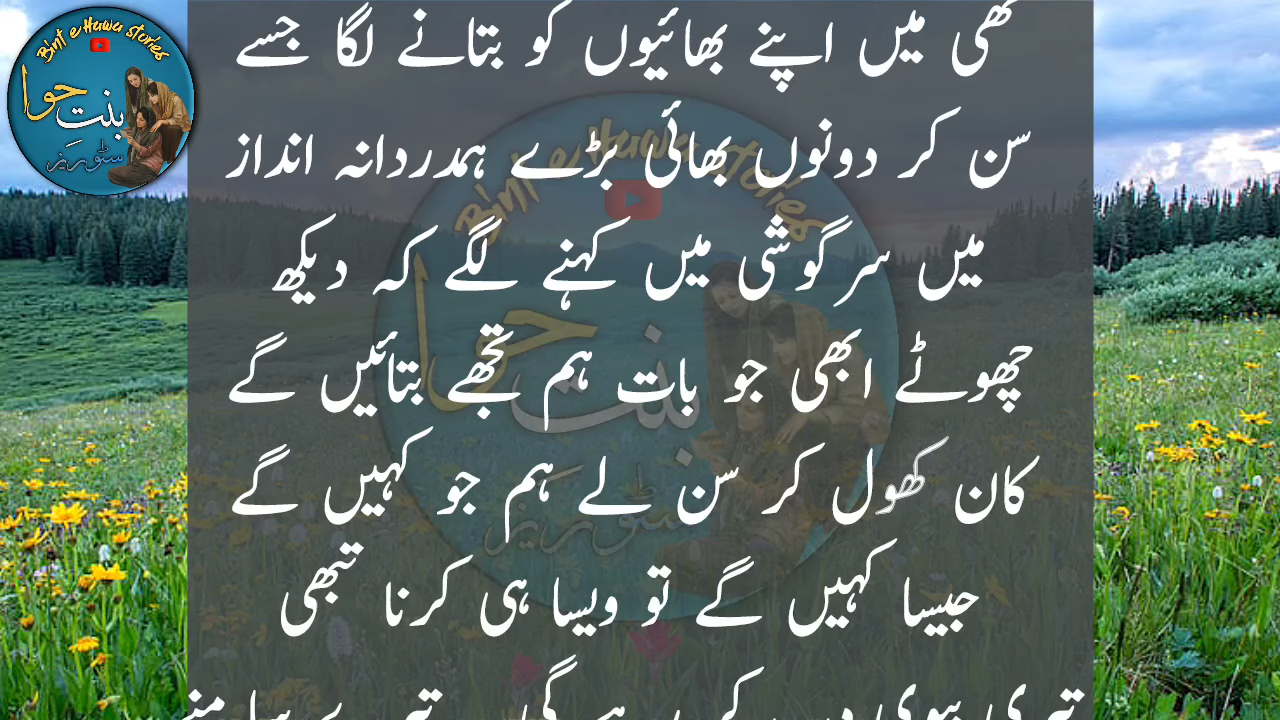 Bint e Hawa stories
بنت حوا
سٹوریز
تھی میں اپنے بھائیوں کو بتانے لگا جسے
سن کر دونوں بھائی بڑے ہمدردانہ انداز
میں سرگوشی میں کہنے لگے کہ دیکھ
چھوٹے ابھی جو بات ہم تجھے بتائیں گے
کان کھول کر سن لے ہم جو کہیں گے
جیسا کہیں گے تو ویسا ہی کرنا تبھی
تیری بیوی